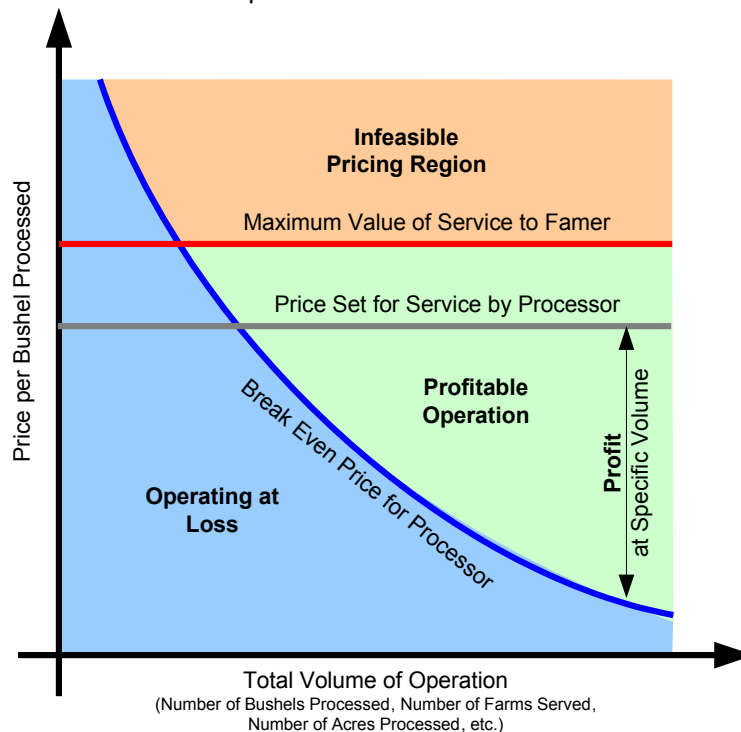 Infeasible
Pricing Region
Maximum Value of Service to Famer
Price Set for Service by Processor
Price per Bushel Processed
Profitable
Operation
Break Even Price for Processor
Profit
at Specific Volume
Operating at
Loss
Total Volume of Operation
(Number of Bushels Processed, Number of Farms Served,
Number of Acres Processed, etc.)